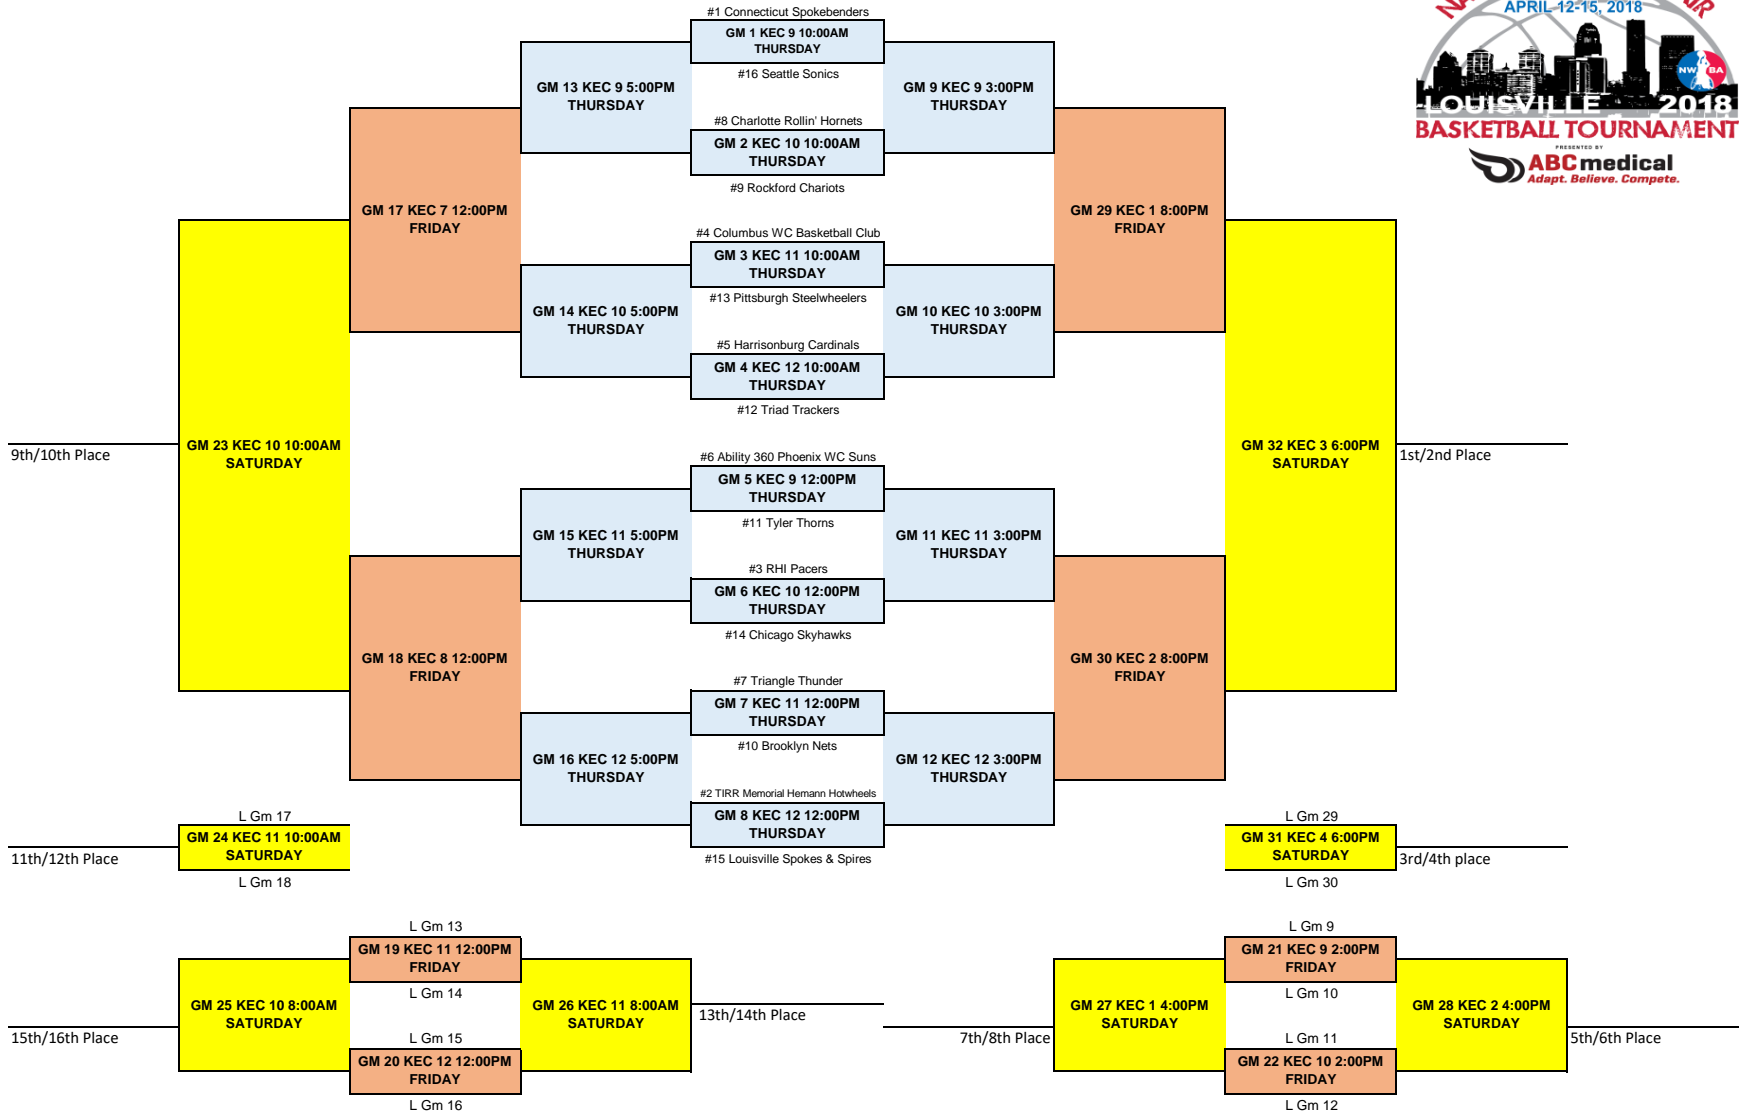 #1 Connecticut Spokebenders
GM 1 KEC 9 10:00AM
THURSDAY
#16 Seattle Sonics
GM 13 KEC 9 5:00PM
THURSDAY
GM 9 KEC 9 3:00PM
THURSDAY
#8 Charlotte Rollin' Hornets
GM 2 KEC 10 10:00AM
THURSDAY
#9 Rockford Chariots
APRIL 12-15, 2018
NWBA
LOUISVILLE 2018
BASKETBALL TOURNAMENT
PRESENTED BY
ABC medical
Adapt. Believe. Compete.
GM 17 KEC 7 12:00PM
FRIDAY
GM 29 KEC 1 8:00PM
FRIDAY
#4 Columbus WC Basketball Club
GM 3 KEC 11 10:00AM
THURSDAY
#13 Pittsburgh Steelwheelers
GM 14 KEC 10 5:00PM
THURSDAY
GM 10 KEC 10 3:00PM
THURSDAY
#5 Harrisonburg Cardinals
GM 4 KEC 12 10:00AM
THURSDAY
#12 Triad Trackers
9th/10th Place
GM 23 KEC 10 10:00AM
SATURDAY
GM 32 KEC 3 6:00PM
SATURDAY
1st/2nd Place
#6 Ability 360 Phoenix WC Suns
GM 5 KEC 9 12:00PM
THURSDAY
#11 Tyler Thorns
GM 15 KEC 11 5:00PM
THURSDAY
GM 11 KEC 11 3:00PM
THURSDAY
#3 RHI Pacers
GM 6 KEC 10 12:00PM
THURSDAY
#14 Chicago Skyhawks
GM 18 KEC 8 12:00PM
FRIDAY
GM 30 KEC 2 8:00PM
FRIDAY
#7 Triangle Thunder
GM 7 KEC 11 12:00PM
THURSDAY
#10 Brooklyn Nets
GM 16 KEC 12 5:00PM
THURSDAY
GM 12 KEC 12 3:00PM
THURSDAY
#2 TIRR Memorial Hemann Hotwheels
GM 8 KEC 12 12:00PM
THURSDAY
#15 Louisville Spokes & Spires
L Gm 17
GM 24 KEC 11 10:00AM
SATURDAY
11th/12th Place
L Gm 18
L Gm 29
GM 31 KEC 4 6:00PM
SATURDAY
3rd/4th place
L Gm 30
L Gm 13
GM 19 KEC 11 12:00PM
FRIDAY
L Gm 14
GM 25 KEC 10 8:00AM
SATURDAY
GM 26 KEC 11 8:00AM
SATURDAY
13th/14th Place
15th/16th Place
L Gm 15
GM 20 KEC 12 12:00PM
FRIDAY
L Gm 16
L Gm 9
GM 21 KEC 9 2:00PM
FRIDAY
L Gm 10
GM 27 KEC 1 4:00PM
SATURDAY
GM 28 KEC 2 4:00PM
SATURDAY
7th/8th Place
5th/6th Place
L Gm 11
GM 22 KEC 10 2:00PM
FRIDAY
L Gm 12